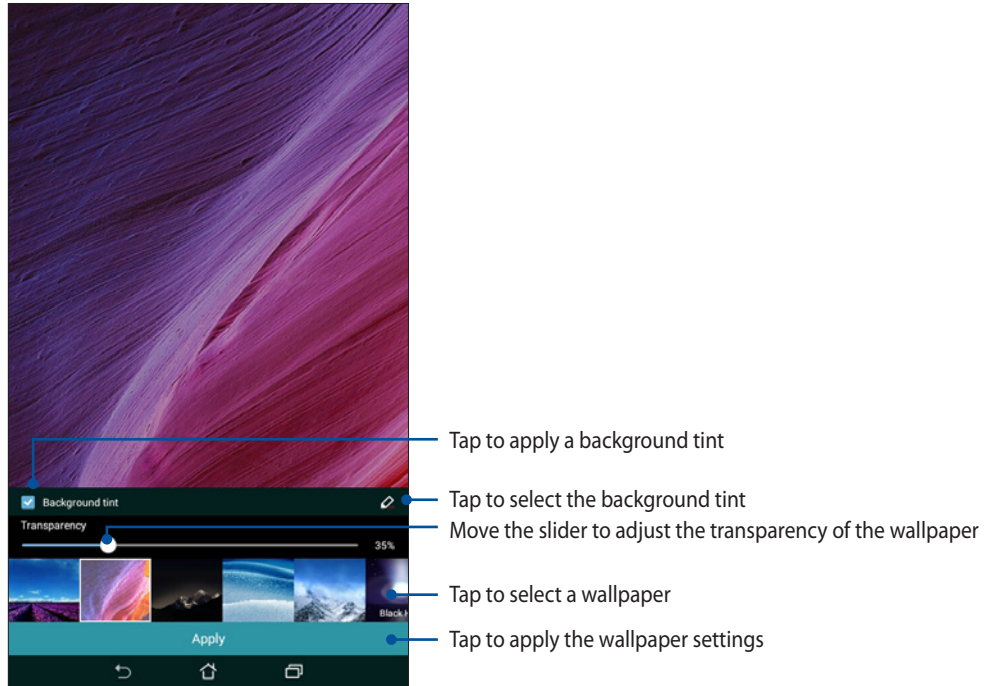 Tap to apply a background tint
Background tint
Tap to select the background tint
Transparency
Move the slider to adjust the transparency of the wallpaper
35%
Tap to select a wallpaper
Black.H
Apply
Tap to apply the wallpaper settings